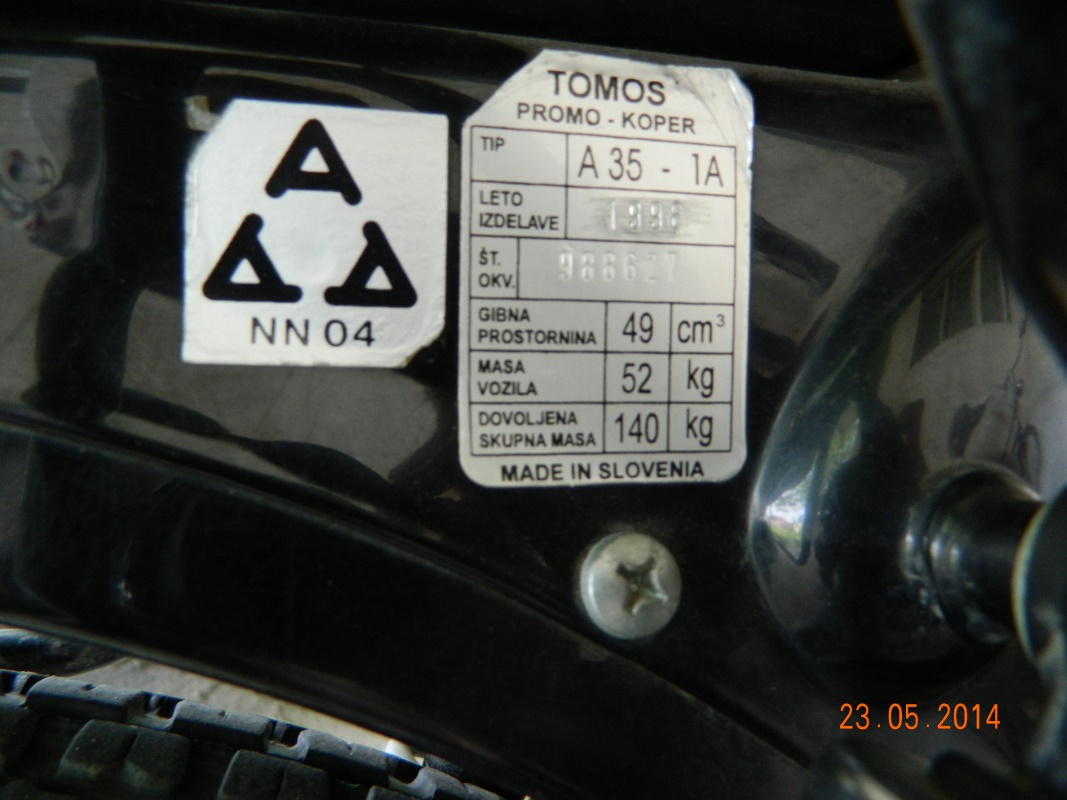 NN 04
TOMOS
PROMO - KOPER
TIP A 35 - 1A
LETO
IZDELAVE
ŠT.
OKV.
GIBNA
PROSTORNINA 49 cm³
MASA
VOZILA 52 kg
DOVOLJENA
SKUPNA MASA 140 kg
MADE IN SLOVENIA
23.05.2014